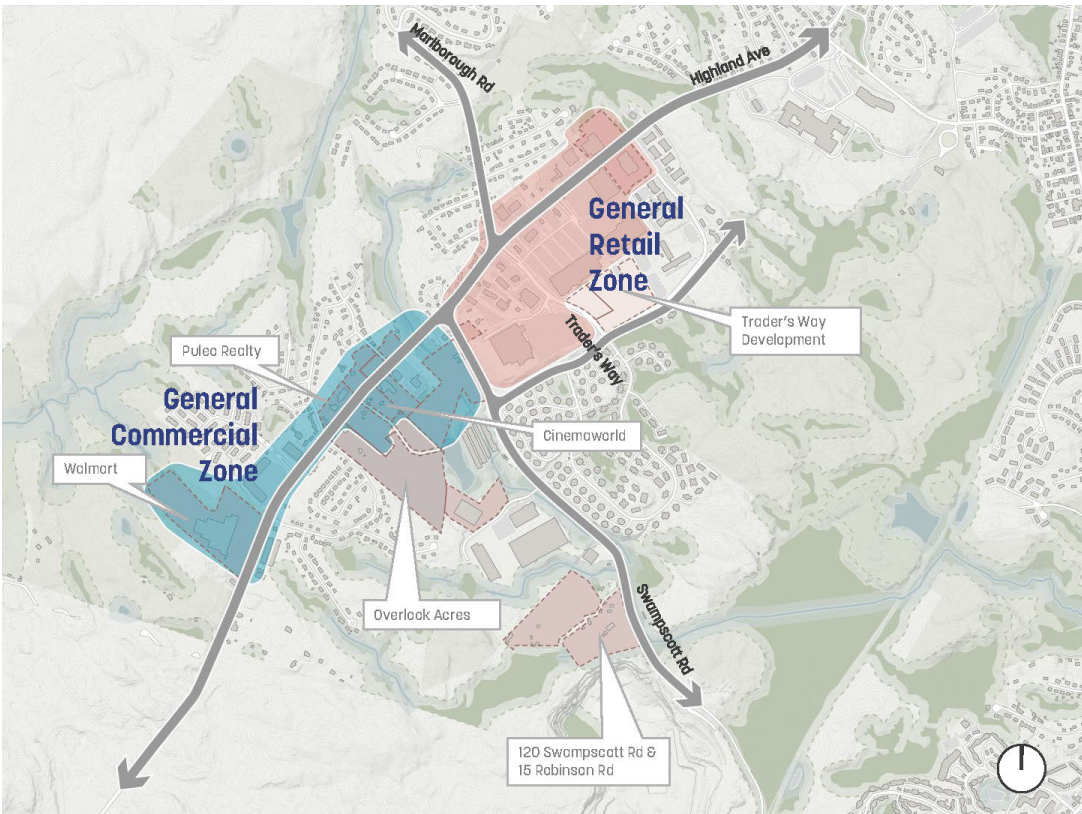 Marlborough Rd
Highland Ave
General
Retail
Zone
Trader's Way
Development
Trader's Way
Pulea Realty
General
Commercial
Zone
Cinemaworld
Walmart
Overlook Acres
Swampscott Rd
120 Swampscott Rd &
15 Robinson Rd